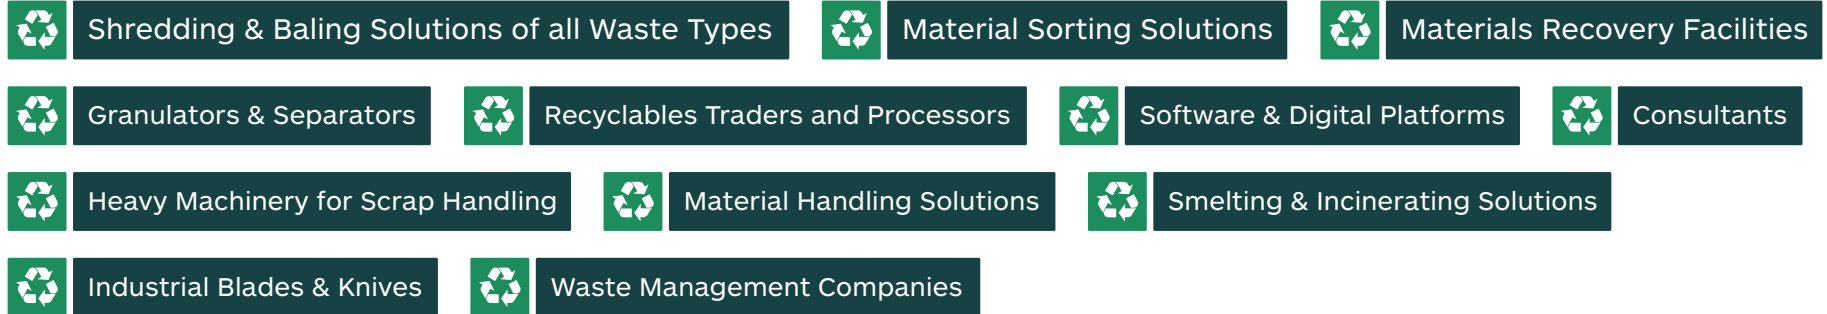 Shredding & Baling Solutions of all Waste Types
Material Sorting Solutions
Materials Recovery Facilities
Granulators & Separators
Recyclables Traders and Processors
Software & Digital Platforms
Consultants
Heavy Machinery for Scrap Handling
Material Handling Solutions
Smelting & Incinerating Solutions
Industrial Blades & Knives
Waste Management Companies